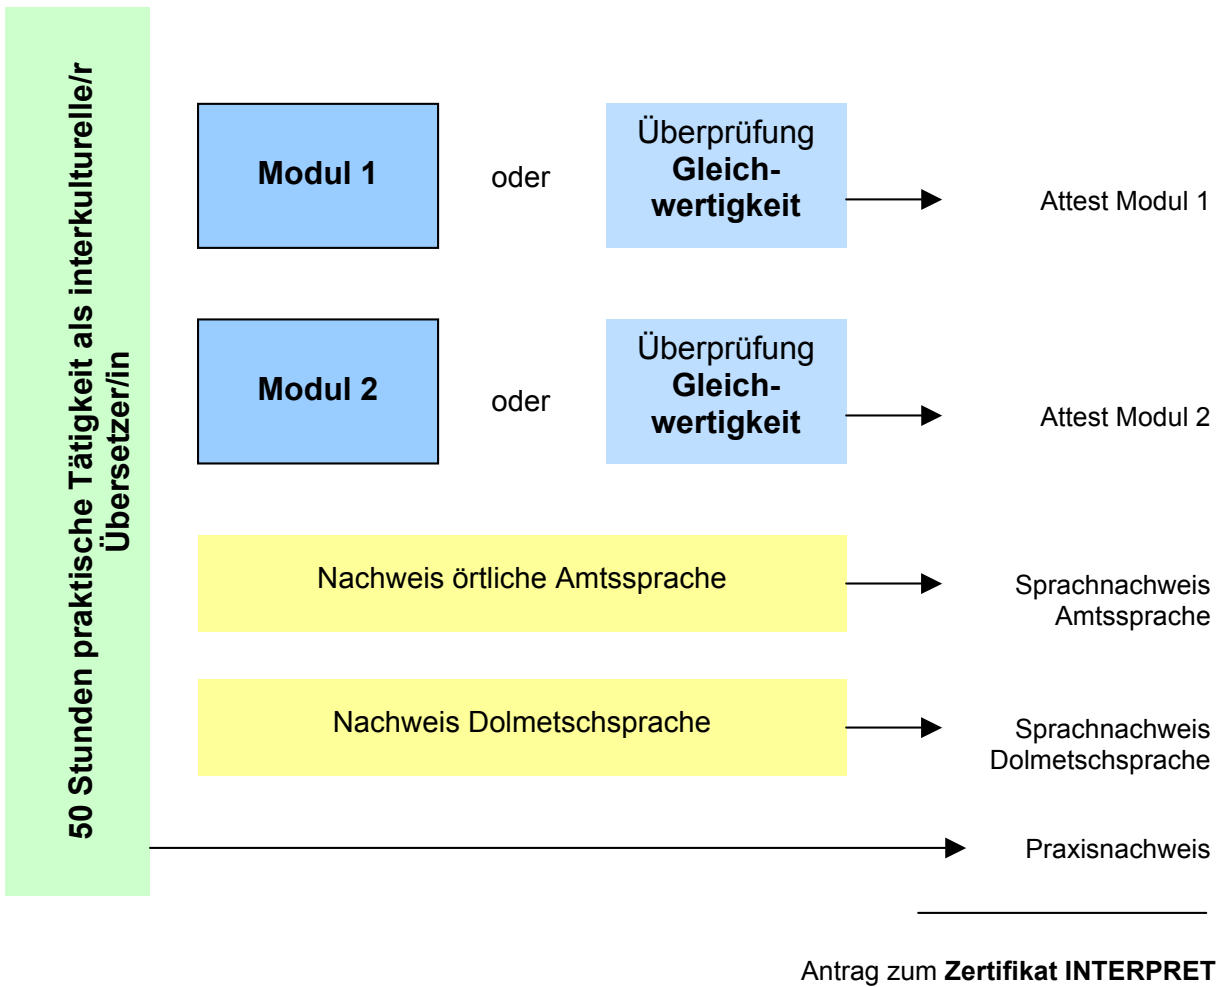 50 Stunden praktische Tätigkeit als interkulturelle/r
Übersetzer/in
Modul 1
oder
Überprüfung
Gleich-
wertigkeit
Attest Modul 1
Modul 2
oder
Überprüfung
Gleich-
wertigkeit
Attest Modul 2
Nachweis örtliche Amtssprache
Sprachnachweis
Amtssprache
Nachweis Dolmetschsprache
Sprachnachweis
Dolmetschsprache
Praxisnachweis
Antrag zum Zertifikat INTERPRET